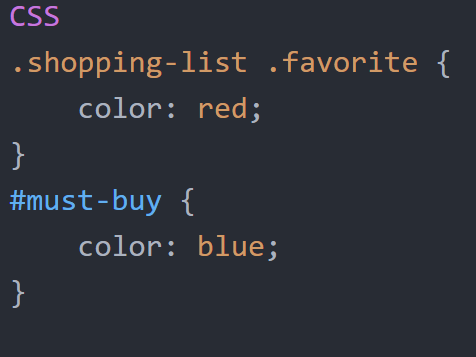 CSS
.shopping-list .favorite {
    color: red;
}
#must-buy {
    color: blue;
}